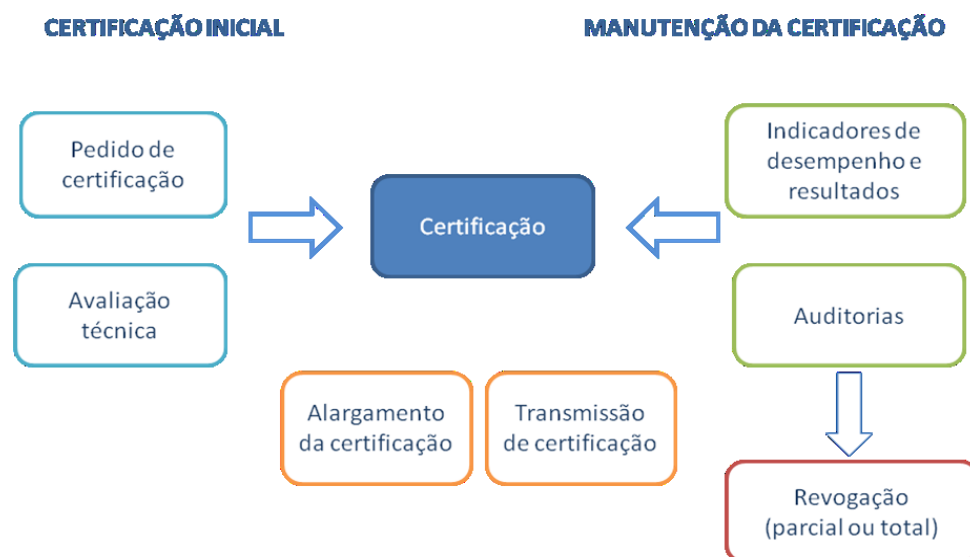 CERTIFICAÇÃO INICIAL
MANUTENÇÃO DA CERTIFICAÇÃO
Pedido de
certificação
Avaliação
técnica
Certificação
Indicadores de
desempenho e
resultados
Auditorias
Alargamento
da certificação
Transmissão
de certificação
Revogação
(parcial ou total)